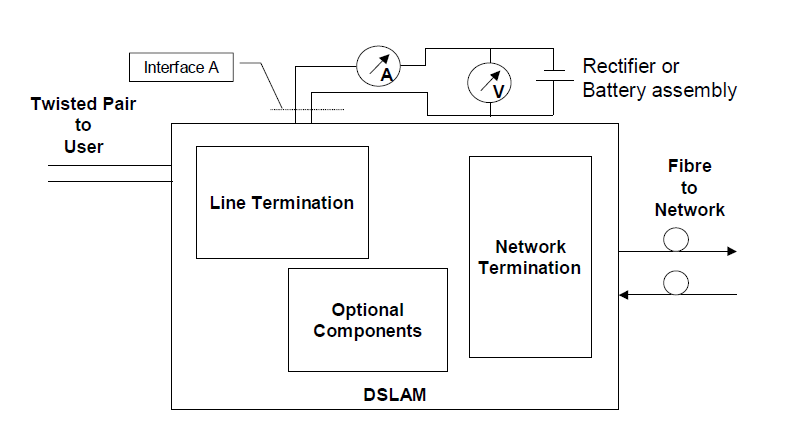 Interface A
A
V
Rectifier or
Battery assembly
Twisted Pair
to
User
Line Termination
Network
Termination
Optional
Components
DSLAM
Fibre
to
Network